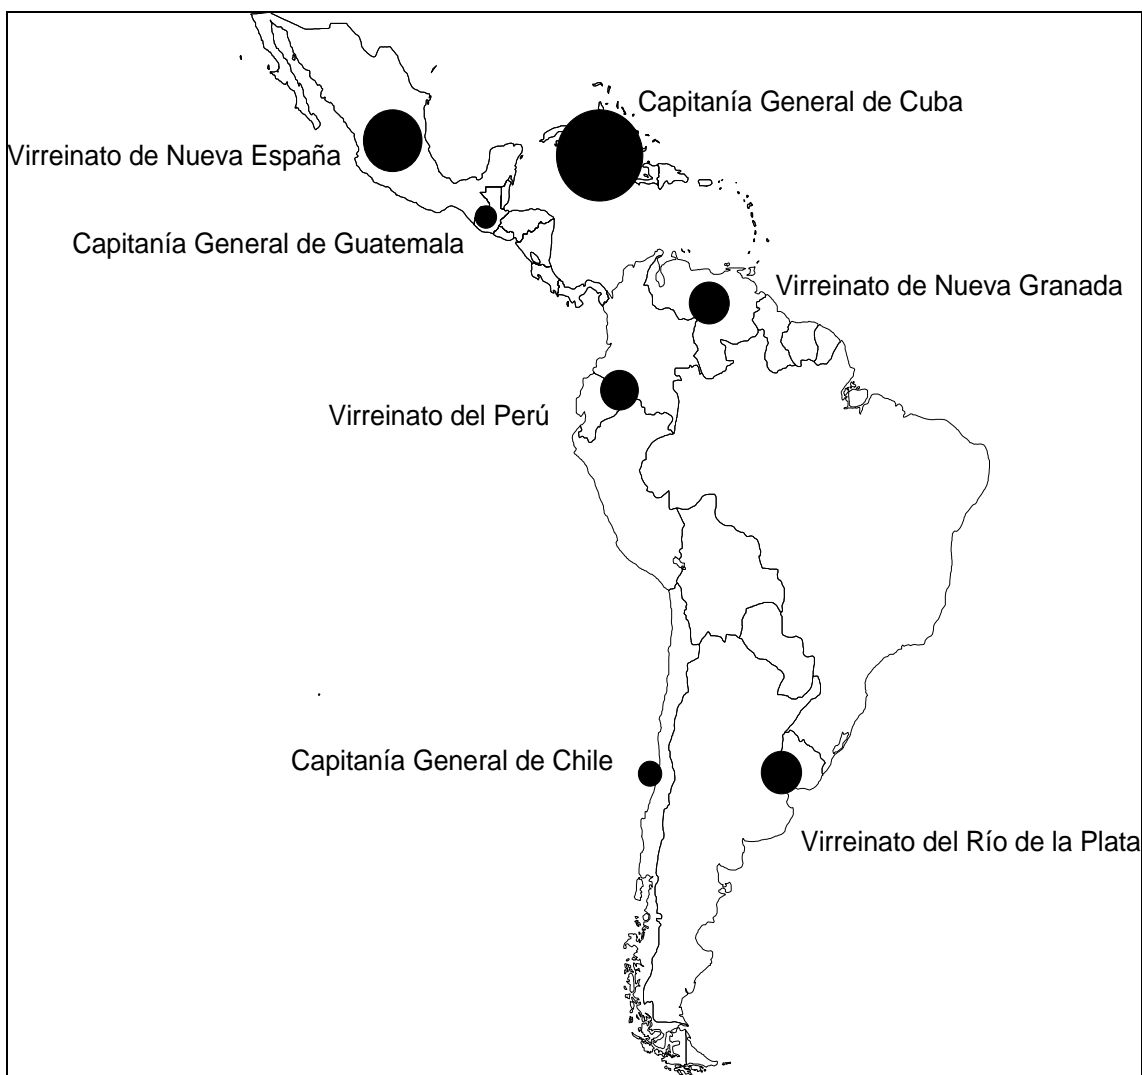 Capitanía General de Cuba
Virreinato de Nueva España
Capitanía General de Guatemala
Virreinato de Nueva Granada
Virreinato del Perú
Capitanía General de Chile
Virreinato del Río de la Plata